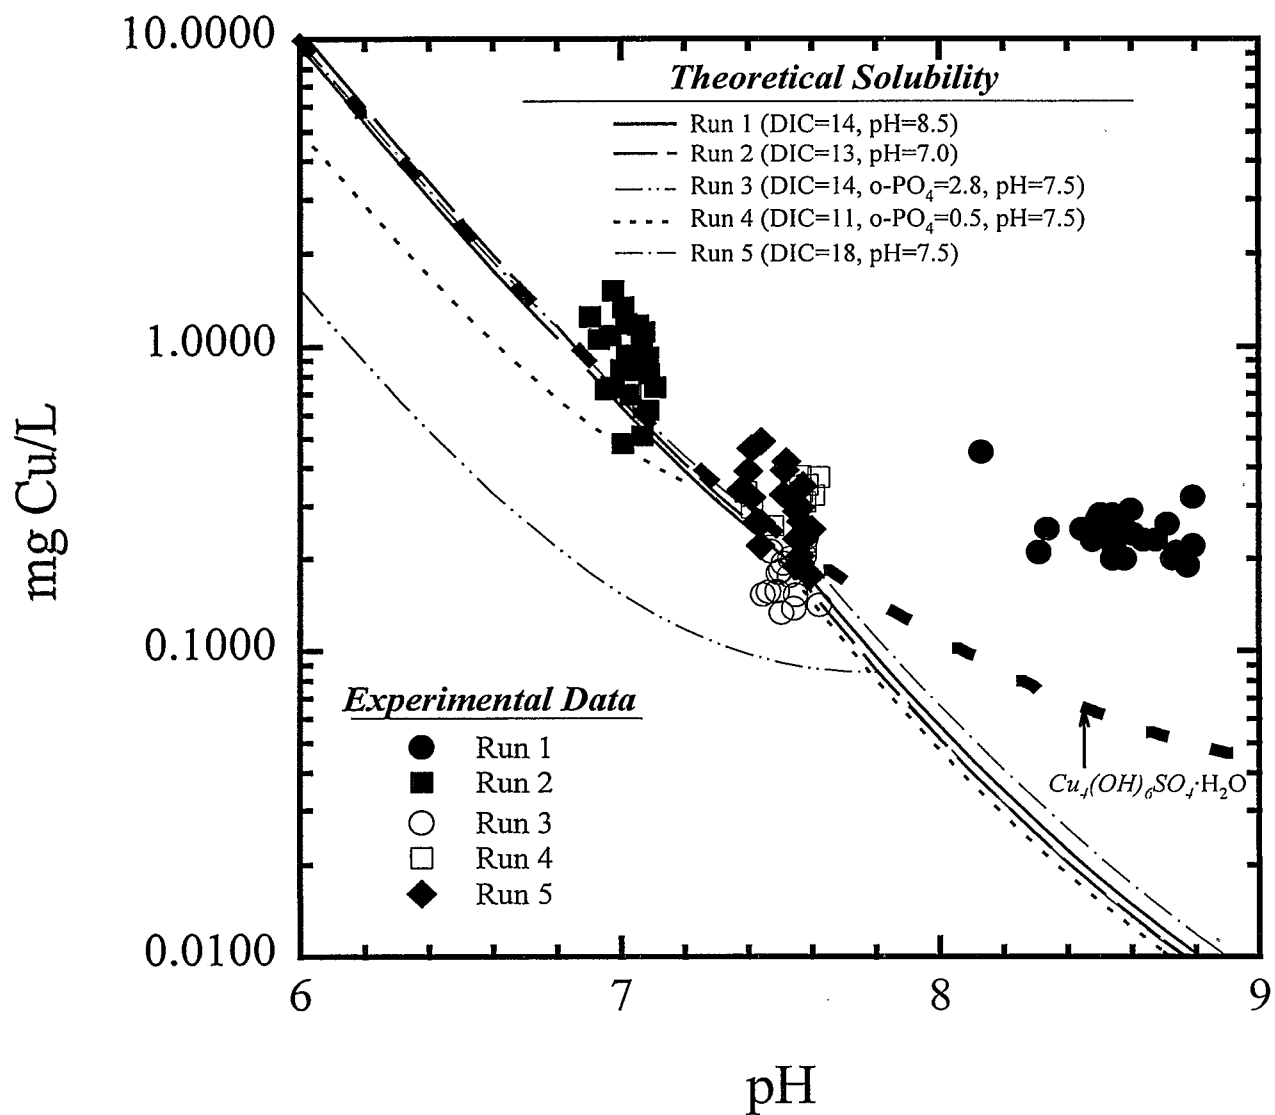 10.0000
1.0000
0.1000
0.0100
mg Cu/L
Theoretical Solubility
Run 1 (DIC=14, pH=8.5)
Run 2 (DIC=13, pH=7.0)
Run 3 (DIC=14, o-PO₄=2.8, pH=7.5)
Run 4 (DIC=11, o-PO₄=0.5, pH=7.5)
Run 5 (DIC=18, pH=7.5)
Experimental Data
Run 1
Run 2
Run 3
Run 4
Run 5
Cu₄(OH)₆SO₄·H₂O
6 7 8 9
pH